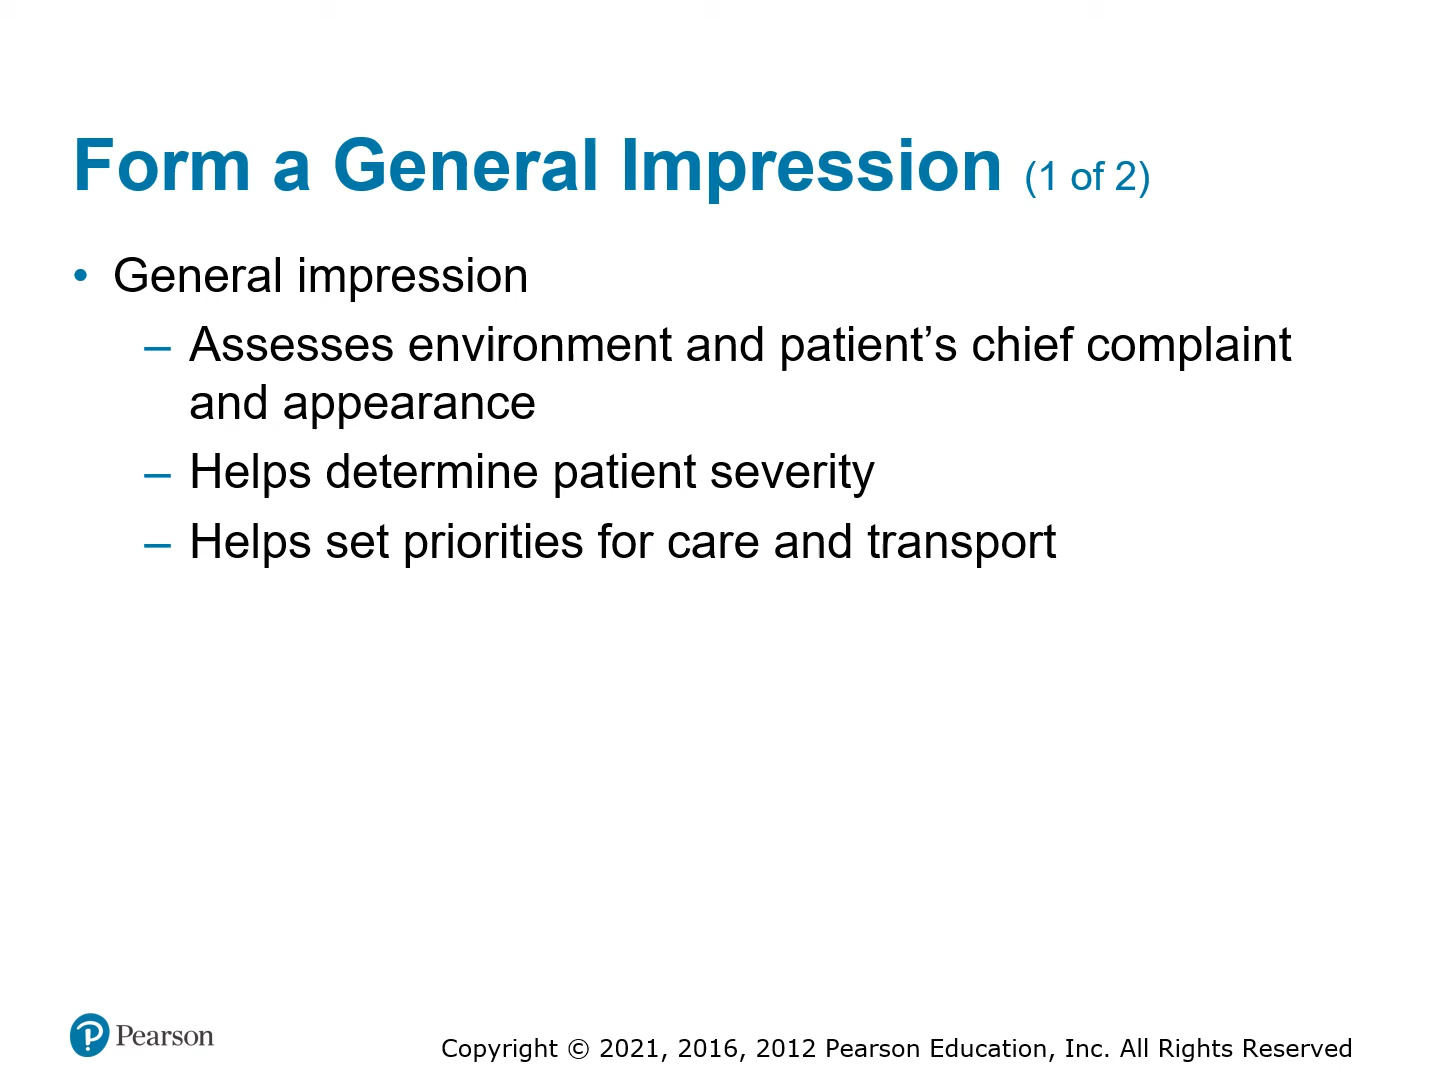 Form a General Impression (1 of 2)
• General impression
– Assesses environment and patient’s chief complaint
and appearance
– Helps determine patient severity
– Helps set priorities for care and transport
Pearson
Copyright © 2021, 2016, 2012 Pearson Education, Inc. All Rights Reserved